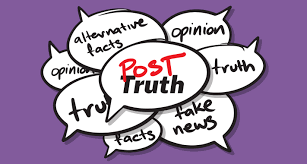 alternative
facts
opinion
opinion
POST
Truth
truth
tru
facts
fake
news